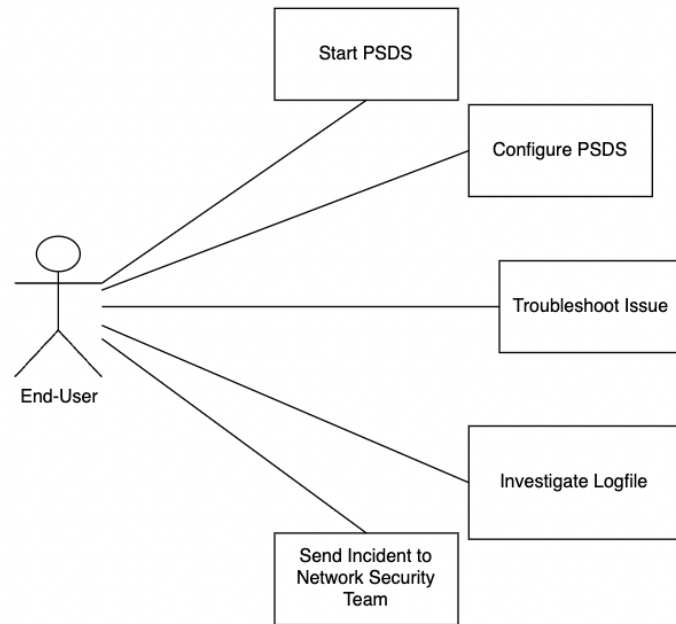 Start PSDS
Configure PSDS
Troubleshoot Issue
End-User
Investigate Logfile
Send Incident to
Network Security
Team